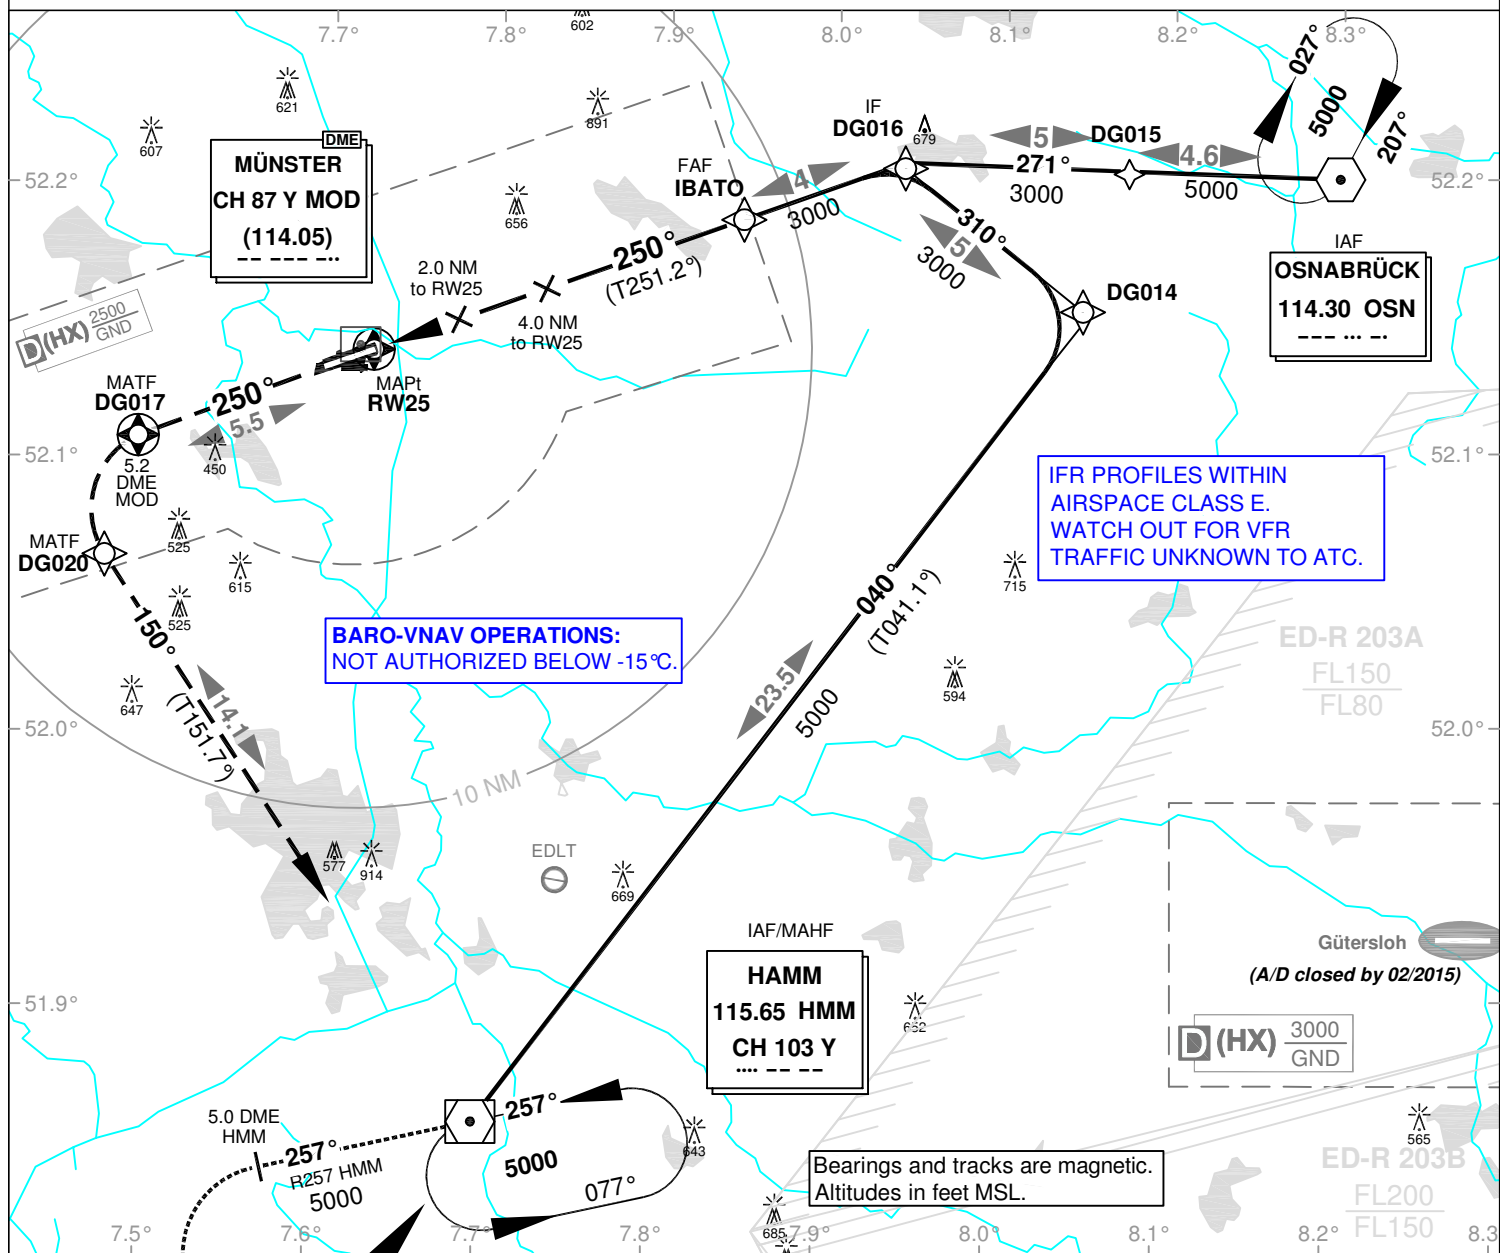 602
7.7°
7.8°
7.9°
8.0°
8.1°
8.2°
8.3°
621
607
891
656
679
DME
MÜNSTER
CH 87 Y MOD
(114.05)
IF
DG016
FAF
IBATO
4
3000
5
271°
3000
DG015
4.6
5000
027°
5000
207°
52.2°
52.2°
310°
5
3000
DG014
IAF
OSNABRÜCK
114.30 OSN
250°
(T251.2°)
2.0 NM
to RW25
4.0 NM
to RW25
D(HX) 2500
GND
MAPt
RW25
MATF
DG017
250°
5.5
5.2
DME
MOD
450
52.1°
52.1°
525
MATF
DG020
615
525
150°
(T151.7°)
14.1
647
IFR PROFILES WITHIN
AIRSPACE CLASS E.
WATCH OUT FOR VFR
TRAFFIC UNKNOWN TO ATC.
715
040°
(T041.1°)
23.5
5000
594
BARO-VNAV OPERATIONS:
NOT AUTHORIZED BELOW -15°C.
ED-R 203A
FL150
FL80
52.0°
52.0°
10 NM
577
914
EDLT
669
IAF/MAHF
HAMM
115.65 HMM
CH 103 Y
652
Gütersloh
(A/D closed by 02/2015)
D (HX) 3000
GND
51.9°
5.0 DME
HMM
257°
R257 HMM
5000
257°
5000
077°
643
565
Bearings and tracks are magnetic.
Altitudes in feet MSL.
685
ED-R 203B
FL200
FL150
7.5°
7.6°
7.7°
7.8°
7.9°
8.0°
8.1°
8.2°
8.3